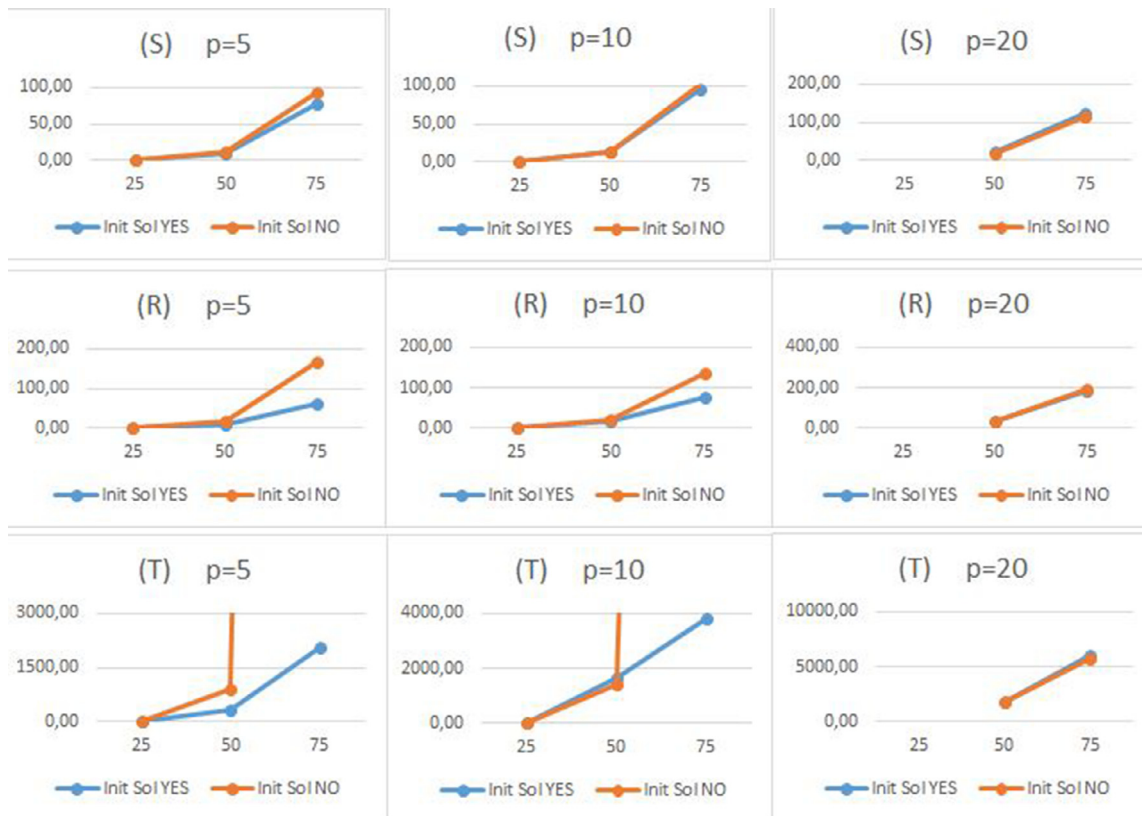 (S) p=5
100,00
50,00
0,00
25 50 75
Init Sol YES Init Sol NO
(S) p=10
100,00
50,00
0,00
25 50 75
Init Sol YES Init Sol NO
(S) p=20
200,00
100,00
0,00
25 50 75
Init Sol YES Init Sol NO
(R) p=5
200,00
100,00
0,00
25 50 75
Init Sol YES Init Sol NO
(R) p=10
200,00
100,00
0,00
25 50 75
Init Sol YES Init Sol NO
(R) p=20
400,00
200,00
0,00
25 50 75
Init Sol YES Init Sol NO
(T) p=5
3000,00
1500,00
0,00
25 50 75
Init Sol YES Init Sol NO
(T) p=10
4000,00
2000,00
0,00
25 50 75
Init Sol YES Init Sol NO
(T) p=20
10000,00
5000,00
0,00
25 50 75
Init Sol YES Init Sol NO